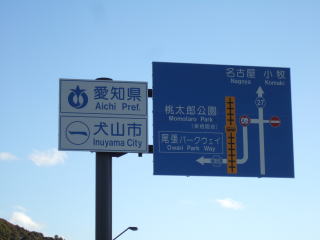 愛知県
Aichi Pref.
犬山市
Inuyama City
名古屋 小牧
Nagoya Komaki
27
桃太郎公園
Momotaro Park
尾張パークウェイ
Owari Park Way